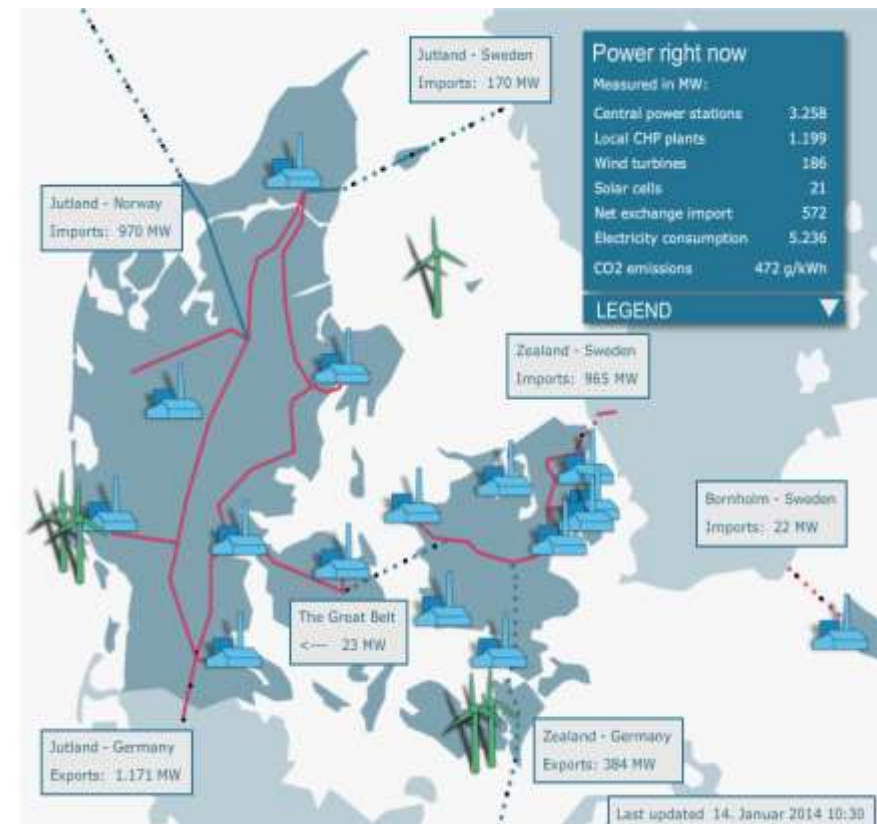 Jutland - Sweden
Imports: 170 MW
Power right now
Measured in MW:
Central power stations 3.258
Local CHP plants 1.199
Wind turbines 186
Solar cells 21
Net exchange import 572
Electricity consumption 5.236
CO2 emissions 472 g/kWh
LEGEND
Jutland - Norway
Imports: 970 MW
Zealand - Sweden
Imports: 965 MW
Bornholm - Sweden
Imports: 22 MW
The Great Belt
<--- 23 MW
Jutland - Germany
Exports: 1.171 MW
Zealand - Germany
Exports: 384 MW
Last updated 14. Januar 2014 10:30